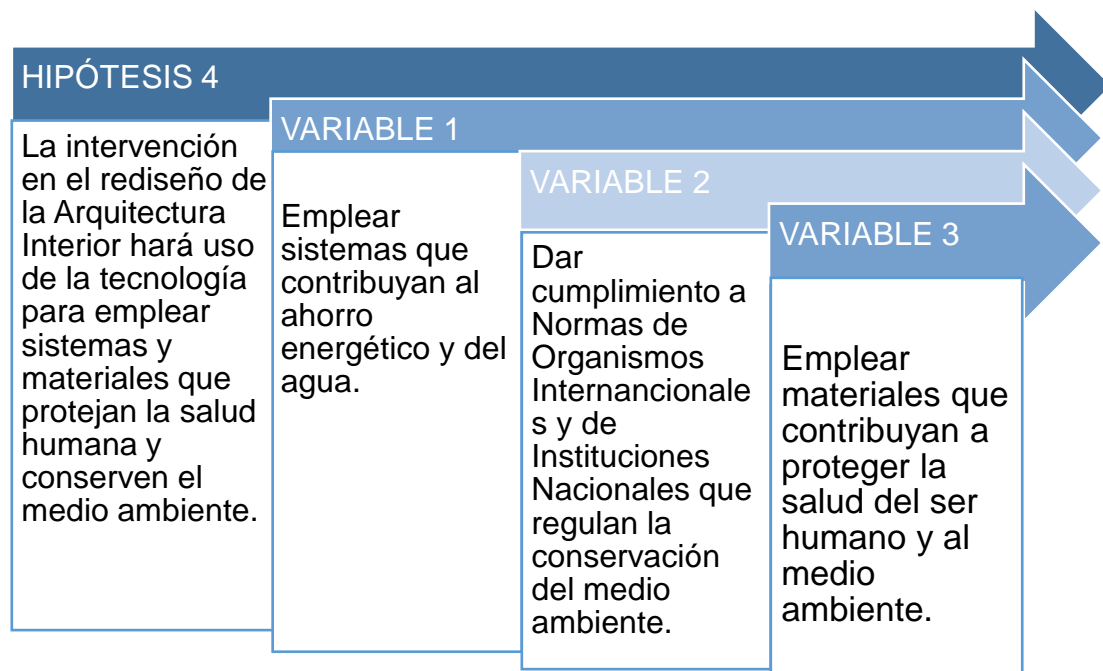 HIPÓTESIS 4
La intervención
en el rediseño de
la Arquitectura
Interior hará uso
de la tecnología
para emplear
sistemas y
materiales que
protejan la salud
humana y
conserven el
medio ambiente.
VARIABLE 1
Emplear
sistemas que
contribuyan al
ahorro
energético y del
agua.
VARIABLE 2
Dar
cumplimiento a
Normas de
Organismos
Internancionale
s y de
Instituciones
Nacionales que
regulan la
conservación
del medio
ambiente.
VARIABLE 3
Emplear
materiales que
contribuyan a
proteger la
salud del ser
humano y al
medio
ambiente.